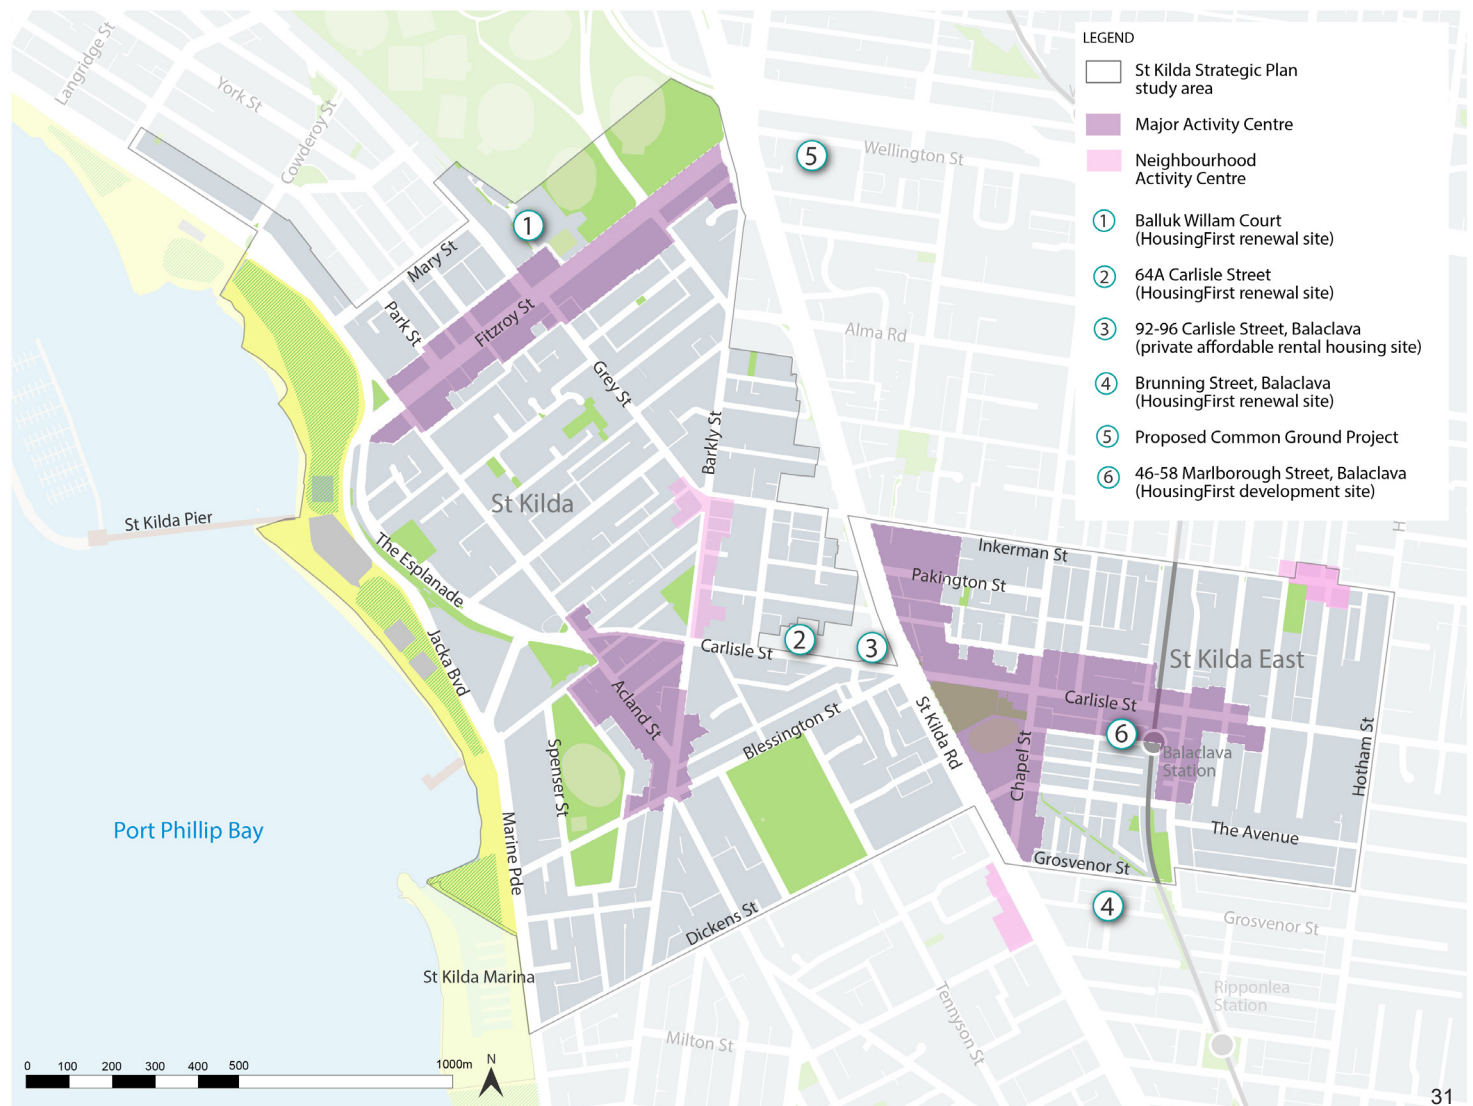 LEGEND
St Kilda Strategic Plan
study area
Major Activity Centre
Neighbourhood
Activity Centre
1 Balluk Willam Court
(HousingFirst renewal site)
2 64A Carlisle Street
(HousingFirst renewal site)
3 92-96 Carlisle Street, Balaclava
(private affordable rental housing site)
4 Brunning Street, Balaclava
(HousingFirst renewal site)
5 Proposed Common Ground Project
6 46-58 Marlborough Street, Balaclava
(HousingFirst development site)
Langridge St
York St
Cowderoy St
5
Wellington St
1
Mary St
Park St
Fitzroy St
Alma Rd
Grey St
Barkly St
St Kilda
St Kilda Pier
The Esplanade
Inkerman St
Pakington St
Jacka Bvd
2
3
Carlisle St
St Kilda East
Acland St
Carlisle St
Blessington St
St Kilda Rd
6
Balaclava
Station
Chapel St
Hotham St
Spenser St
Port Phillip Bay
Marine Pde
The Avenue
Grosvenor St
4
Dickens St
Grosvenor St
St Kilda Marina
Ripponlea
Station
Tennyson St
Milton St
0 100 200 300 400 500 1000m
N
31